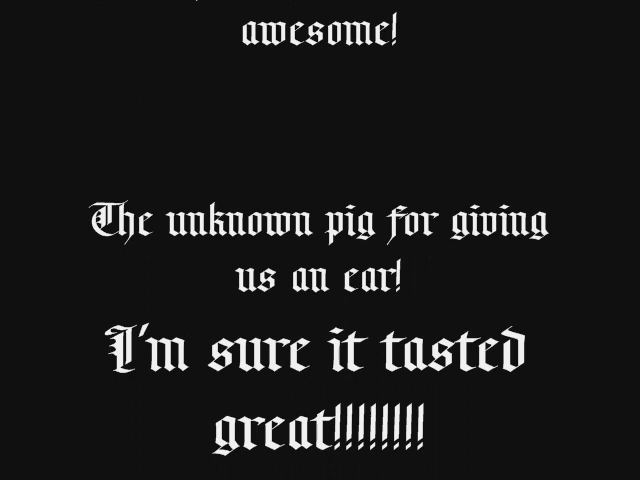 awesome!
The unknown pig for giving
us an ear!
I'm sure it tasted
great!!!!!!!!